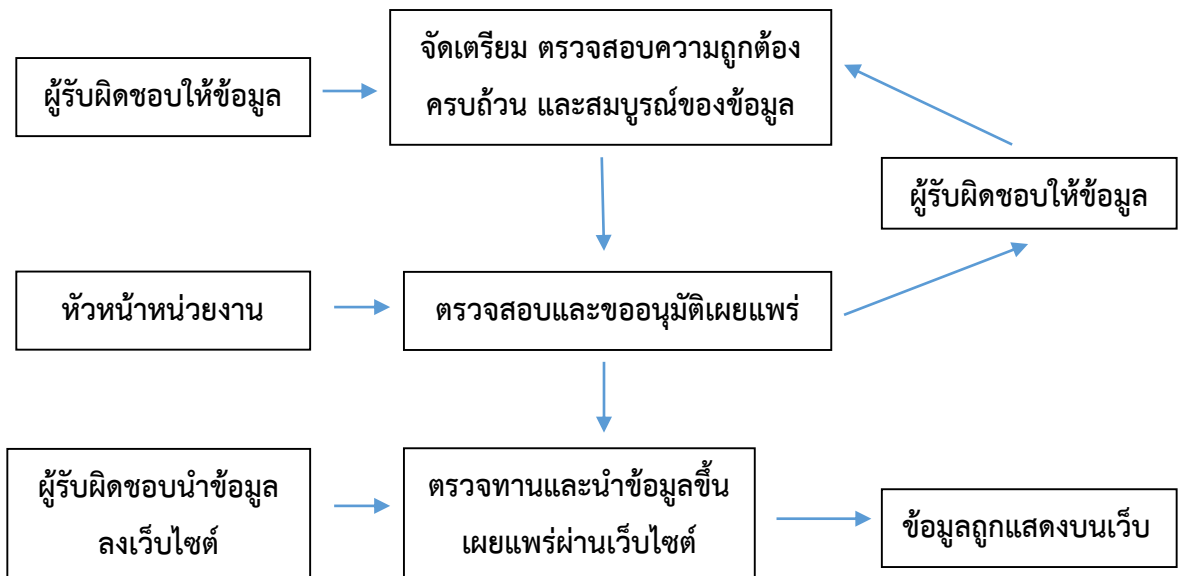 ผู้รับผิดชอบให้ข้อมูล
จัดเตรียม ตรวจสอบความถูกต้อง
ครบถ้วน และสมบูรณ์ของข้อมูล
ผู้รับผิดชอบให้ข้อมูล
หัวหน้าหน่วยงาน
ตรวจสอบและขออนุมัติเผยแพร่
ผู้รับผิดชอบนำข้อมูล
ลงเว็บไซต์
ตรวจทานและนำข้อมูลขึ้น
เผยแพร่ผ่านเว็บไซต์
ข้อมูลถูกแสดงบนเว็บ